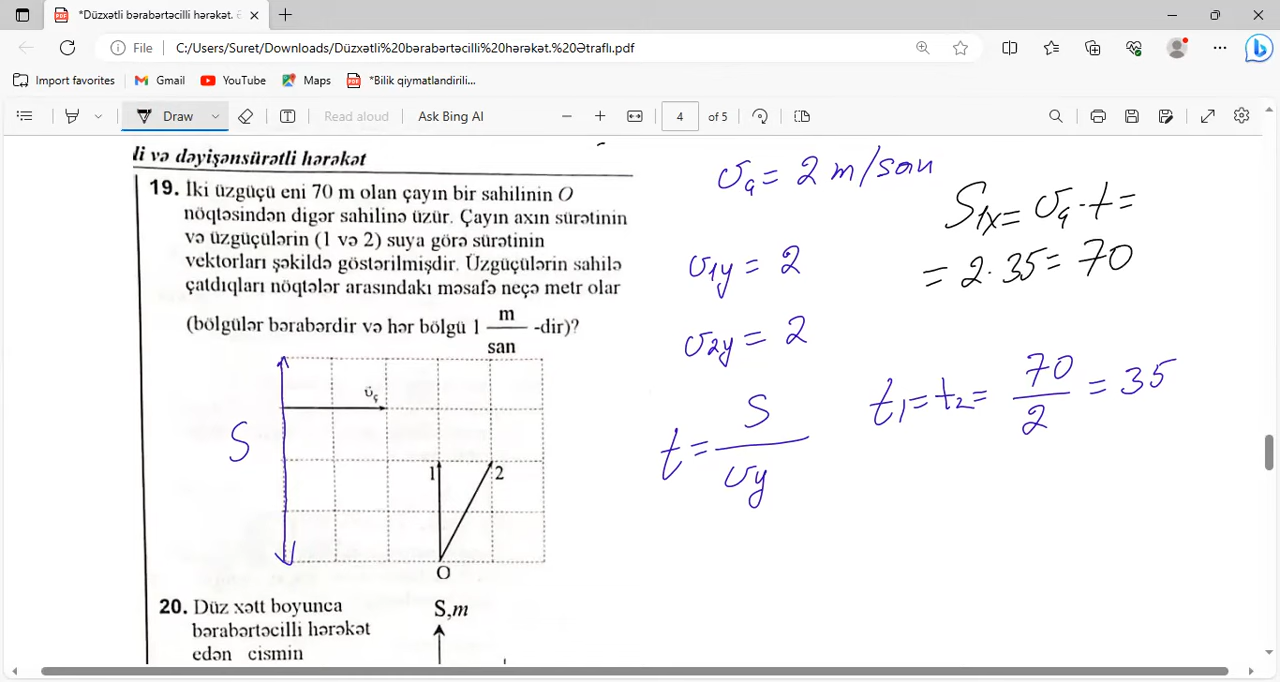 *Düzxətli bərabərtəcilli hərəkət.
File
C:/Users/Suret/Downloads/Düzxətli%20bərabərtəcilli%20hərəkət.%20Ətraflı.pdf
Import favorites
Gmail
YouTube
Maps
*Bilik qiymatlandirili...
Draw
Read aloud
Ask Bing AI
4 of 5
li və dəyişənsürətli hərəkət
19. İki üzgüçü eni 70 m olan çayın bir sahilinin O
nöqtəsindən digər sahilinə üzür. Çayın axın sürətinin
və üzgüçülərin (1 və 2) suya görə sürətinin
vektorları şəkildə göstərilmişdir. Üzgüçülərin sahilə
çatdıqları nöqtələr arasındakı məsafə neçə metr olar
(bölgülər bərabərdir və hər bölgü 1 m/san -dir)?
υ⃗ç
1
2
O
S
20. Düz xətt boyunca
bərabərtəcilli hərəkət
edən cismin
S,m
υq = 2 m/san
υ1y = 2
υ2y = 2
t = S/υy
S1x = υq · t =
= 2 · 35 = 70
t1 = t2 = 70/2 = 35